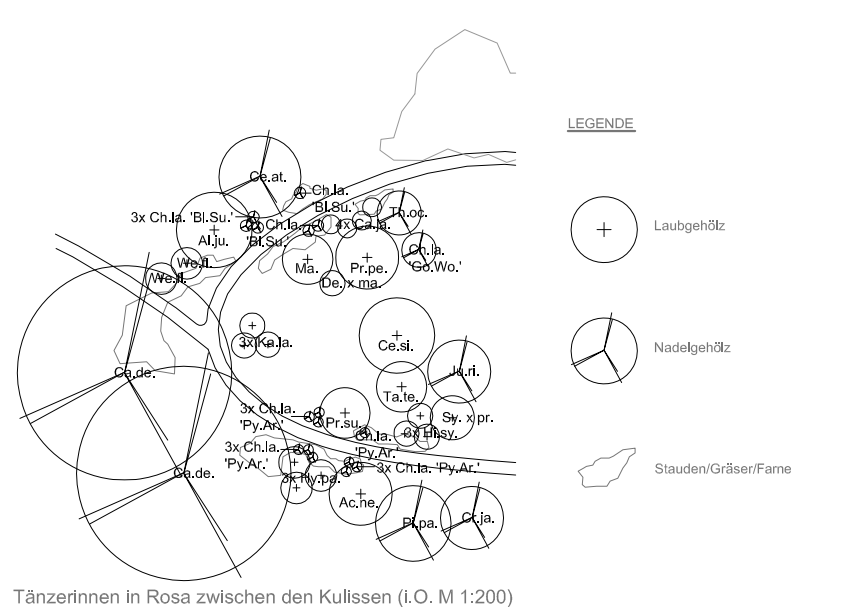 LEGENDE
Ce.at.
Ch.la.
'Bl.Su.'
Th.oc.
3x Ch.la. 'Bl.Su.'
Ch.la.
'Bl.Su.'
4x Ca.ja.
Laubgehölz
Al.ju.
Ch.la.
'Go.Wo.'
We.fl.
Ma.
Pr.pe.
We.fl.
De. x ma.
3x Ka.la.
Ce.si.
Nadelgehölz
Ca.de.
Ju.ri.
Ta.te.
3x Ch.la.
'Py.Ar.'
Pr.su.
Sy. x pr.
Ch.la.
'Py.Ar.'
3x Hi.sy.
3x Ch.la.
'Py.Ar.'
3x Ch.la. 'Py.Ar.'
Stauden/Gräser/Farne
Ca.de.
3x Hy.pa.
Ac.ne.
Pi.pa.
Cr.ja.
Tänzerinnen in Rosa zwischen den Kulissen (i.O. M 1:200)